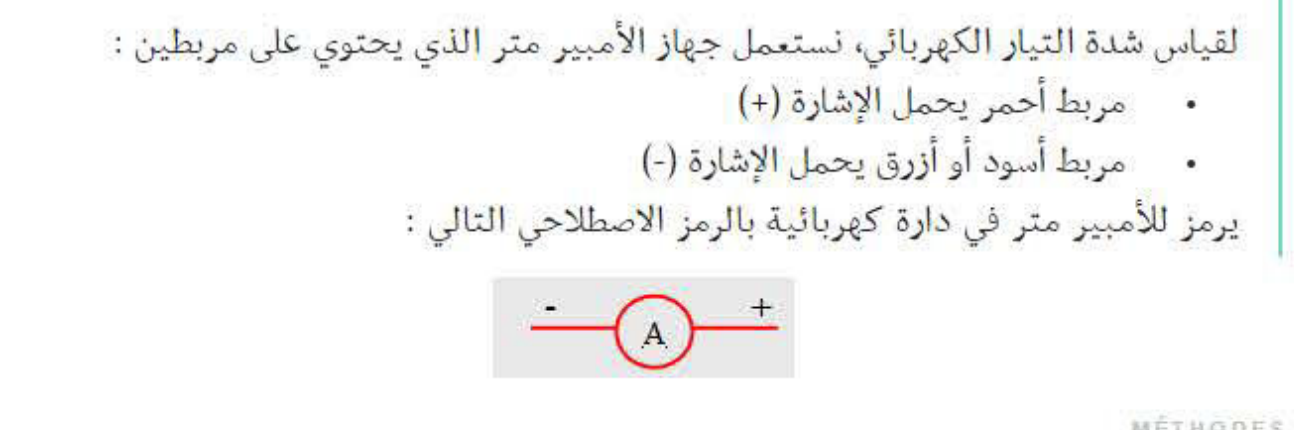 لقياس شدة التيار الكهربائي، نستعمل جهاز الأمبير متر الذي يحتوي على مربطين :
• مربط أحمر يحمل الإشارة (+)
• مربط أسود أو أزرق يحمل الإشارة (-)
يرمز للأمبير متر في دارة كهربائية بالرمز الاصطلاحي التالي :
- A +
MÉTHODES